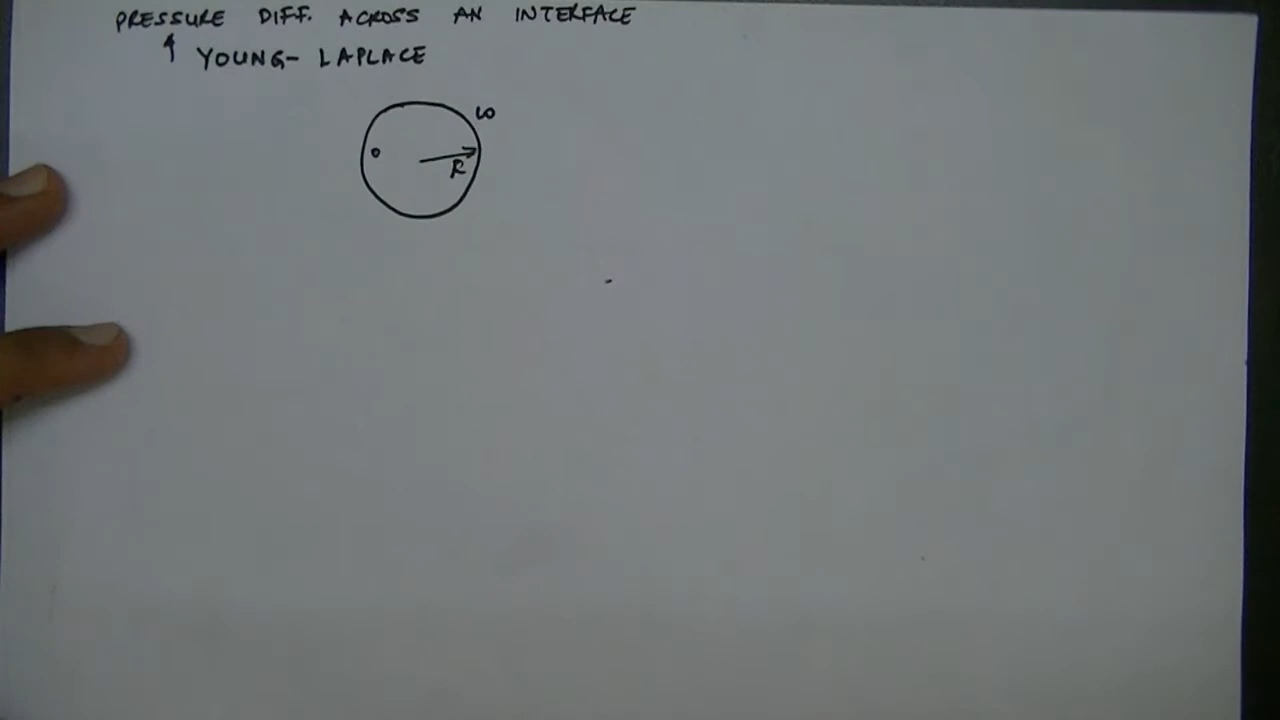 PRESSURE DIFF. ACROSS AN INTERFACE
YOUNG-LAPLACE
ω
o
R